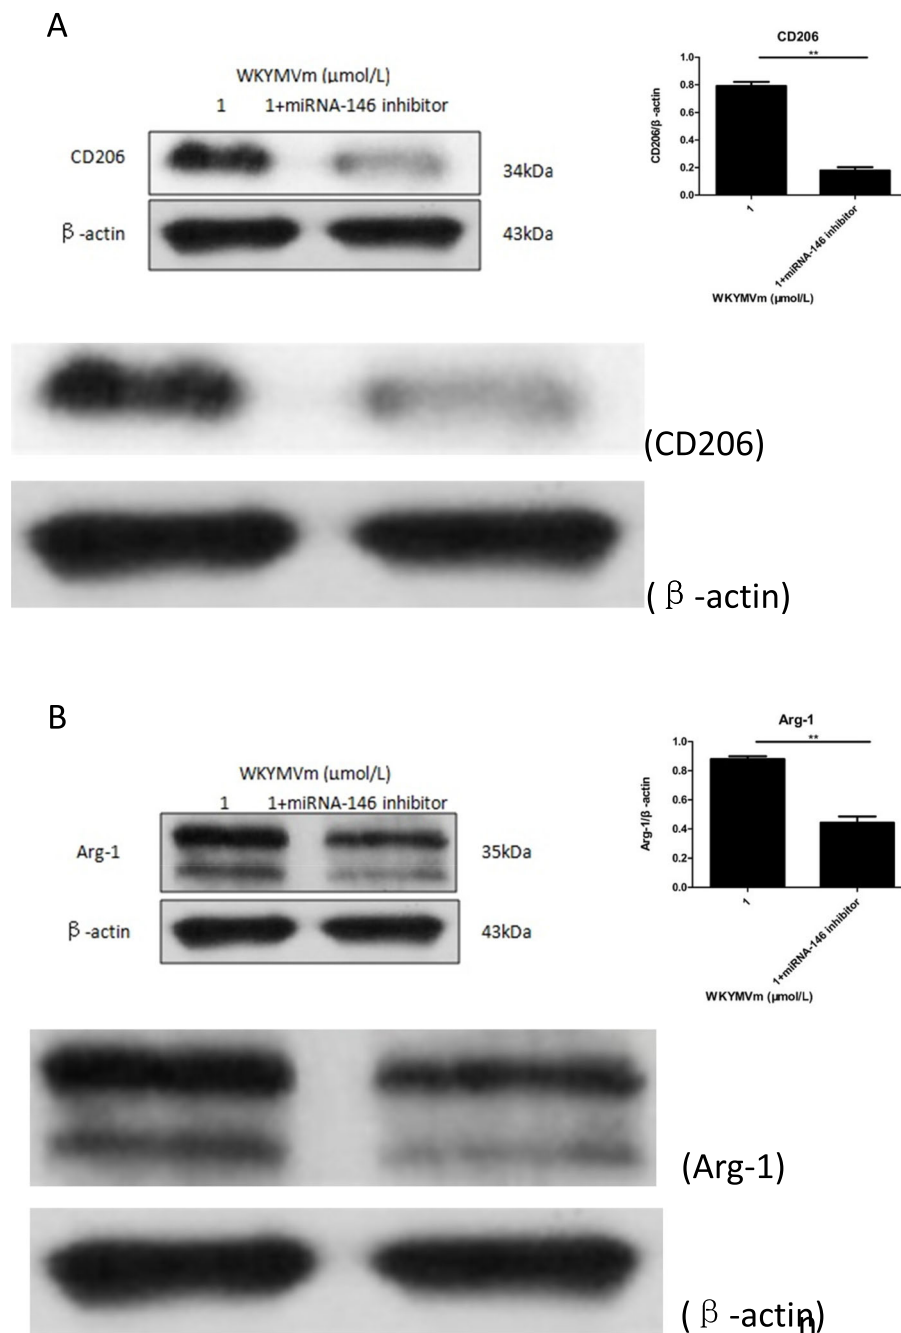 A
WKYMVm (μmol/L)
1 1+miRNA-146 inhibitor
CD206
34kDa
β-actin
43kDa
CD206
**
CD206/β-actin
1.0
0.8
0.6
0.4
0.2
0.0
1
1+miRNA-146 inhibitor
WKYMVm (μmol/L)
(CD206)
(β-actin)
B
WKYMVm (μmol/L)
1 1+miRNA-146 inhibitor
Arg-1
35kDa
β-actin
43kDa
Arg-1
**
Arg-1/β-actin
1.0
0.8
0.6
0.4
0.2
0.0
1
1+miRNA-146 inhibitor
WKYMVm (μmol/L)
(Arg-1)
(β-actin)
n